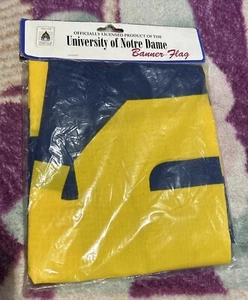 OFFICIALLY LICENSED PRODUCT OF THE
University of Notre Dame
Banner Flag